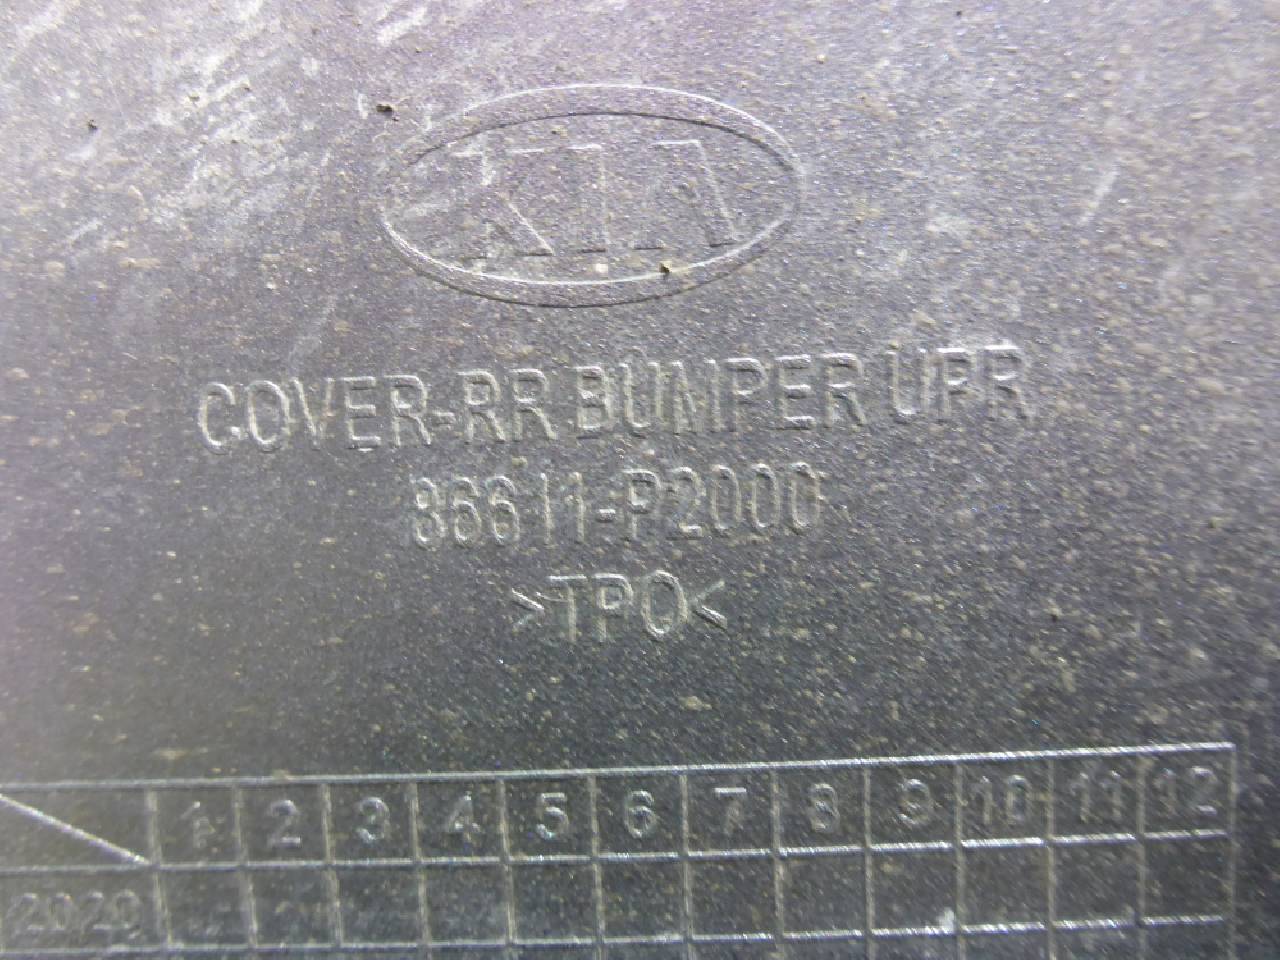 KIA
COVER-RR BUMPER UPR
86611-P2000
>TPO<
1 2 3 4 5 6 7 8 9 10 11 12
2020